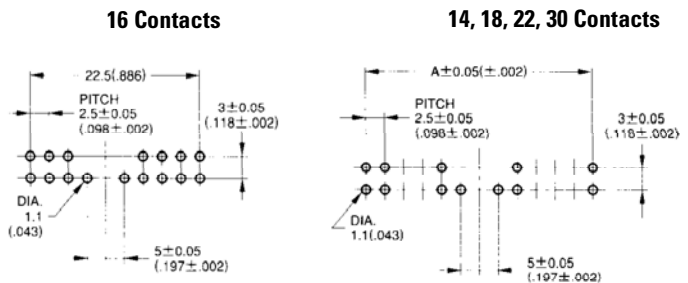 16 Contacts
22.5(.886)
PITCH
2.5±0.05
(.098±.002)
3±0.05
(.118±.002)
DIA.
1.1
(.043)
5±0.05
(.197±.002)
14, 18, 22, 30 Contacts
A±0.05(±.002)
PITCH
2.5±0.05
(.098±.002)
3±0.05
(.118±.002)
DIA.
1.1(.043)
5±0.05
(.197±.002)